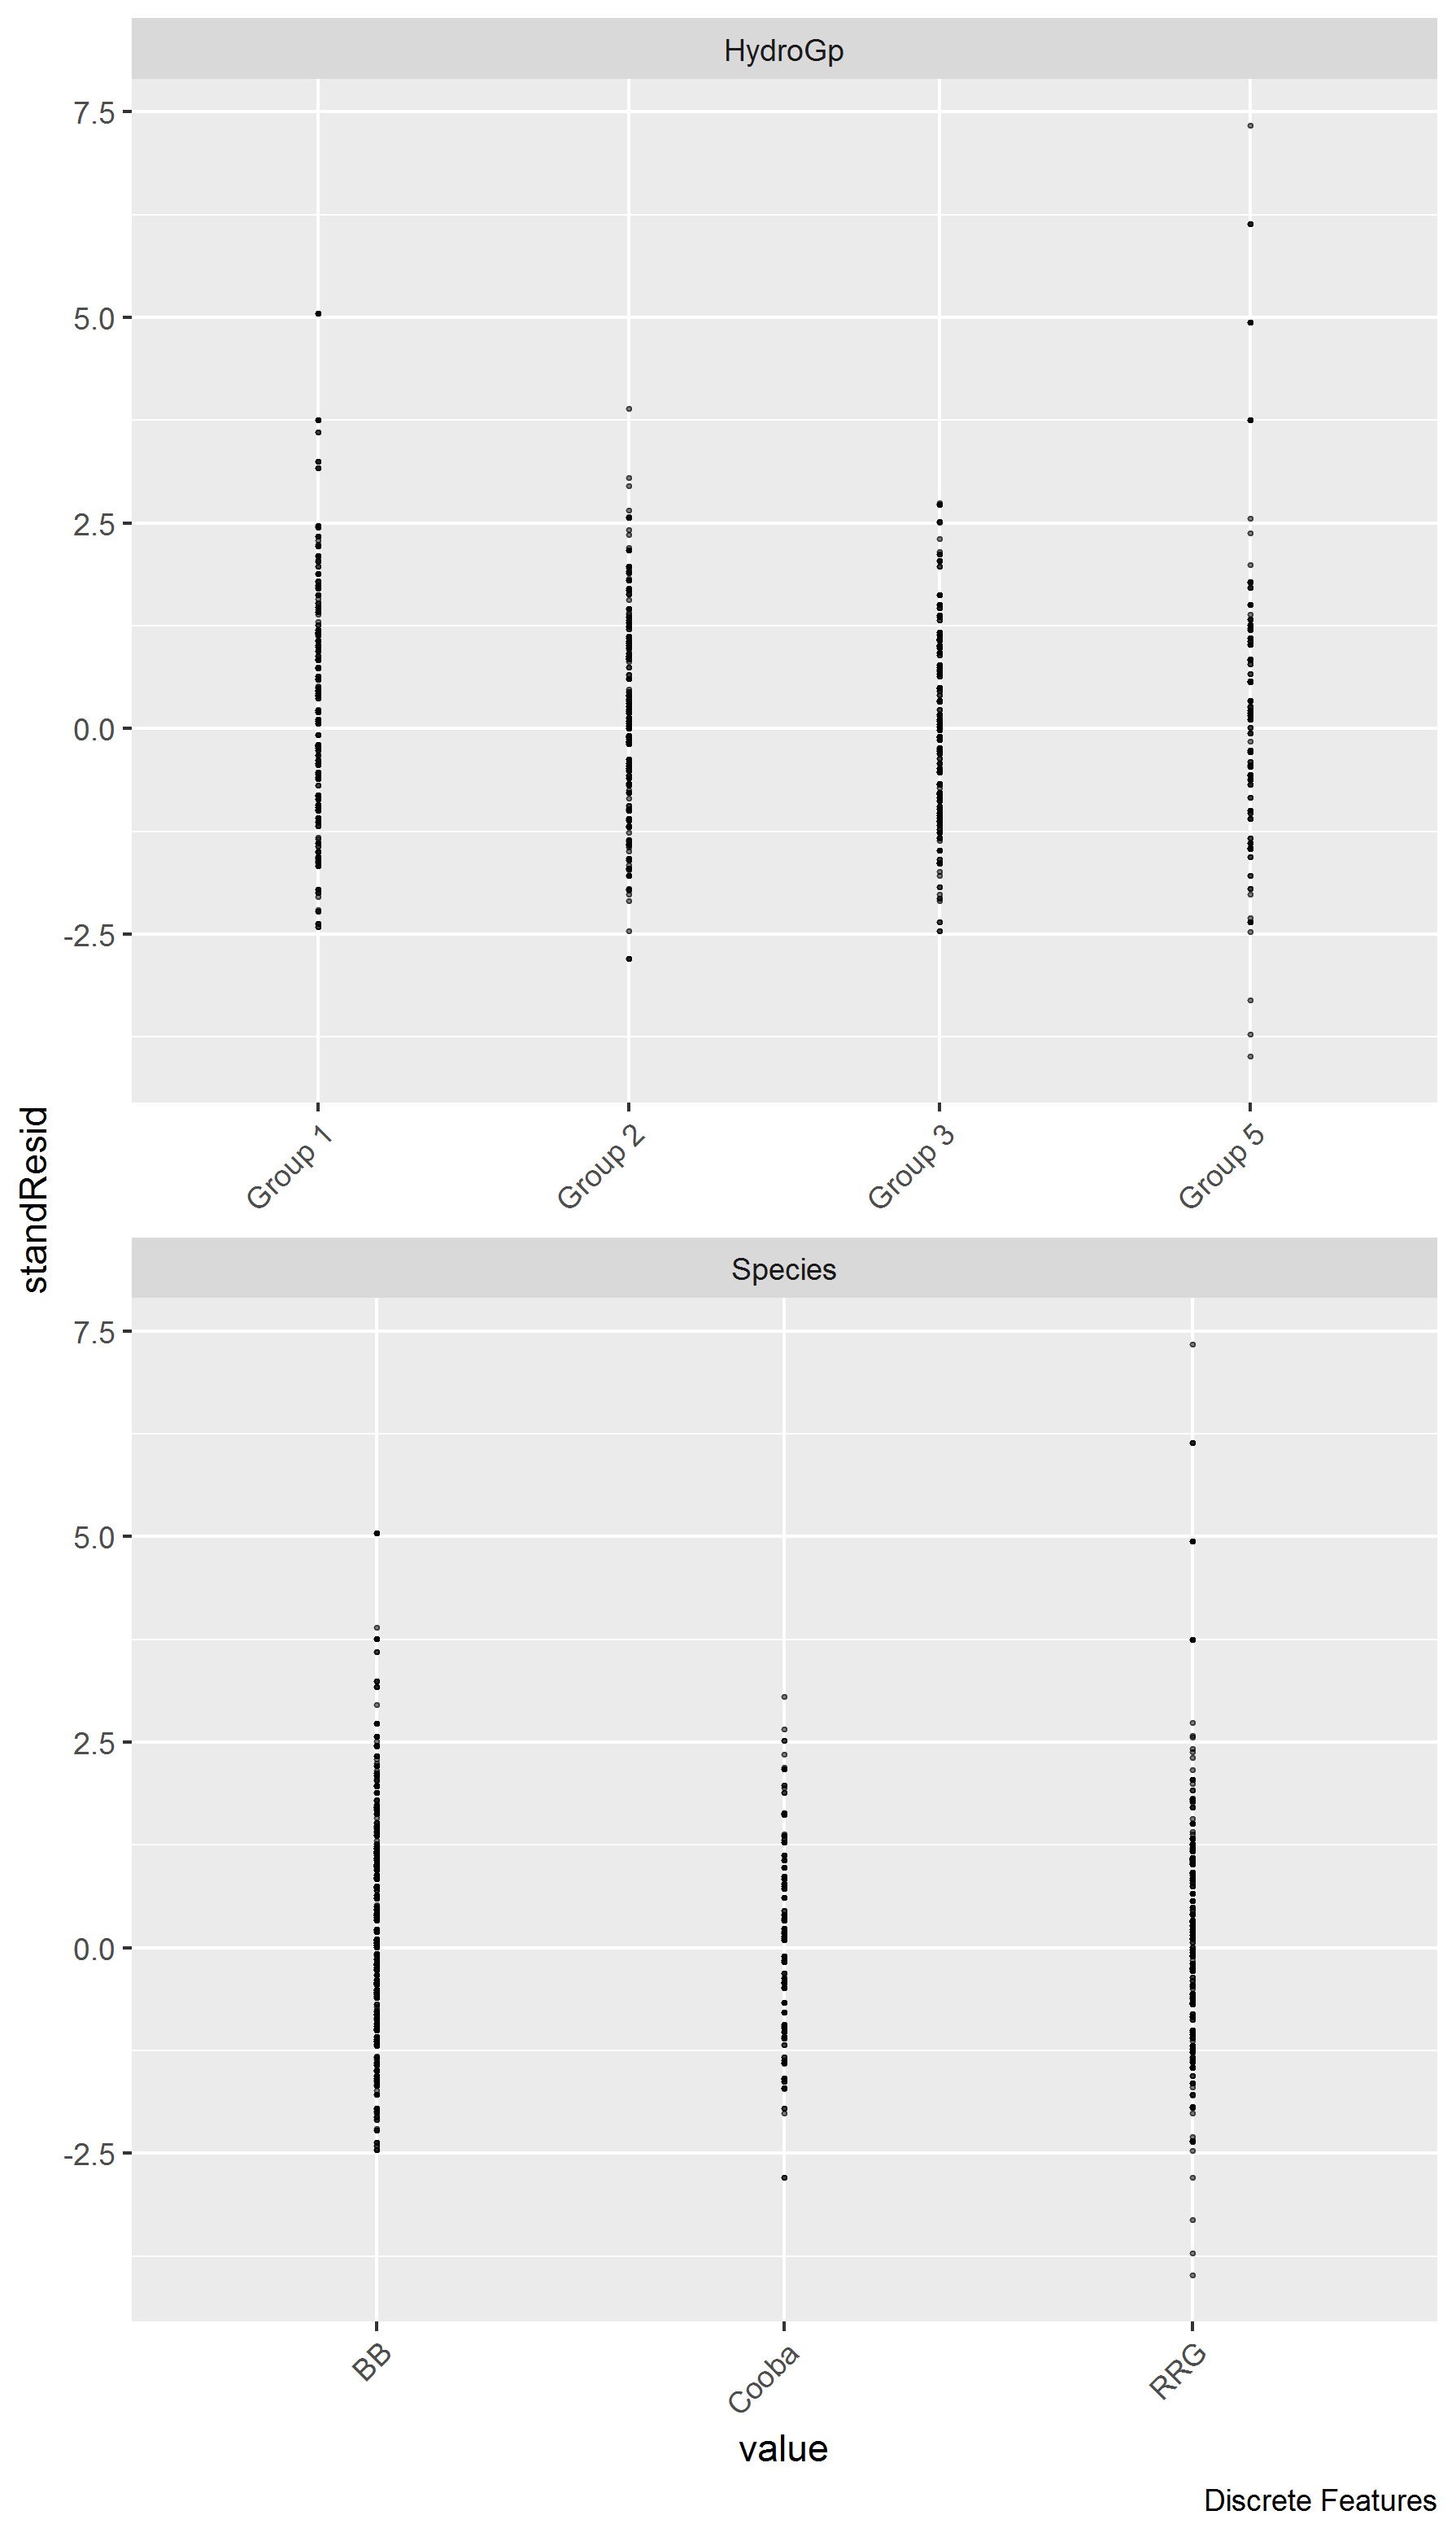 HydroGp
7.5
5.0
2.5
0.0
-2.5
Group 1
Group 2
Group 3
Group 5
standResid
Species
7.5
5.0
2.5
0.0
-2.5
BB
Cooba
RRG
value
Discrete Features